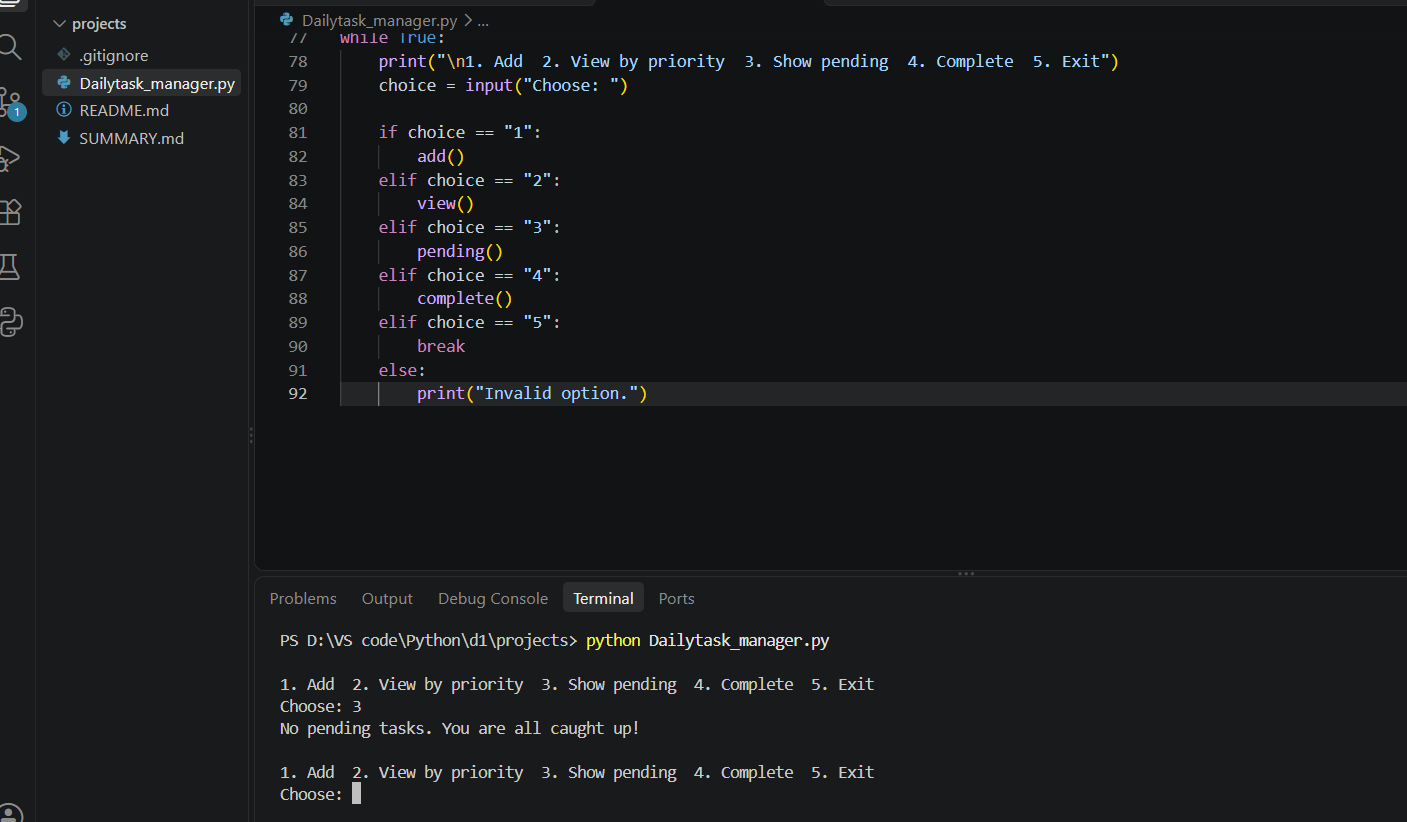 projects
.gitignore
Dailytask_manager.py
README.md
SUMMARY.md
1
Dailytask_manager.py > ...
77 while True:
78     print("\n1. Add  2. View by priority  3. Show pending  4. Complete  5. Exit")
79     choice = input("Choose: ")
80
81     if choice == "1":
82         add()
83     elif choice == "2":
84         view()
85     elif choice == "3":
86         pending()
87     elif choice == "4":
88         complete()
89     elif choice == "5":
90         break
91     else:
92         print("Invalid option.")
Problems Output Debug Console Terminal Ports
PS D:\VS code\Python\d1\projects> python Dailytask_manager.py
1. Add  2. View by priority  3. Show pending  4. Complete  5. Exit
Choose: 3
No pending tasks. You are all caught up!
1. Add  2. View by priority  3. Show pending  4. Complete  5. Exit
Choose: